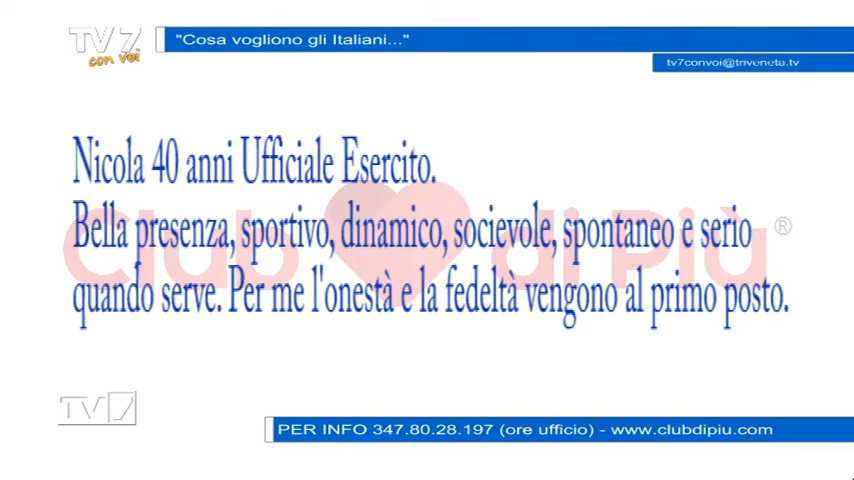 TV7
con voi
"Cosa vogliono gli Italiani..."
tv7convoi@triveneta.tv
Nicola 40 anni Ufficiale Esercito.
Bella presenza, sportivo, dinamico, socievole, spontaneo e serio
quando serve. Per me l'onestà e la fedeltà vengono al primo posto.
Club di Più ®
TV7
PER INFO 347.80.28.197 (ore ufficio) - www.clubdipiu.com